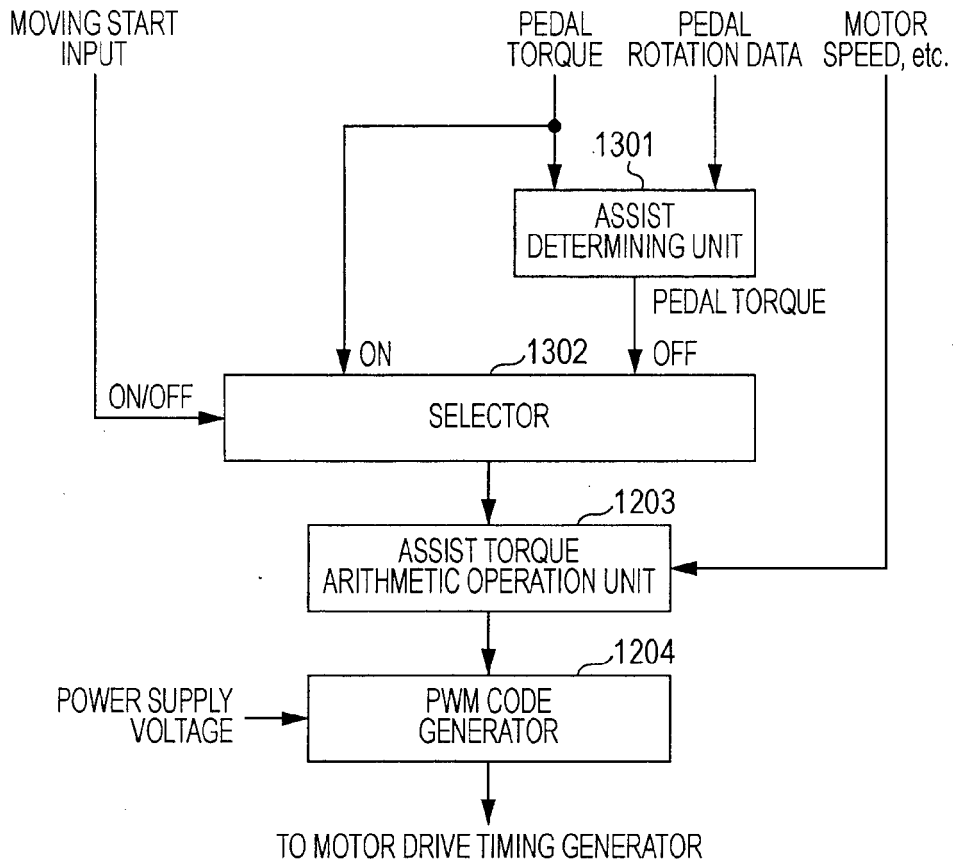 MOVING START
INPUT
PEDAL
TORQUE
PEDAL
ROTATION DATA
MOTOR
SPEED, etc.
1301
ASSIST
DETERMINING UNIT
PEDAL TORQUE
ON
1302
OFF
ON/OFF
SELECTOR
1203
ASSIST TORQUE
ARITHMETIC OPERATION UNIT
1204
POWER SUPPLY
VOLTAGE
PWM CODE
GENERATOR
TO MOTOR DRIVE TIMING GENERATOR